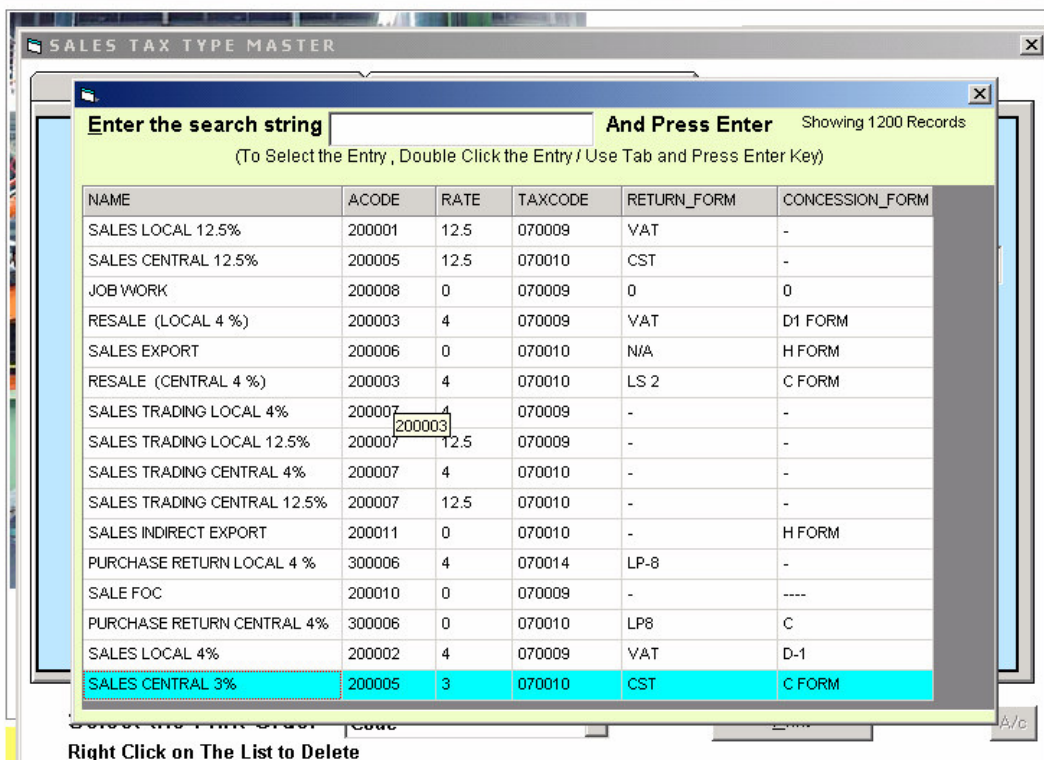 SALES TAX TYPE MASTER
Enter the search string And Press Enter Showing 1200 Records
(To Select the Entry , Double Click the Entry / Use Tab and Press Enter Key)
NAME ACODE RATE TAXCODE RETURN_FORM CONCESSION_FORM
SALES LOCAL 12.5% 200001 12.5 070009 VAT -
SALES CENTRAL 12.5% 200005 12.5 070010 CST -
JOB WORK 200008 0 070009 0 0
RESALE (LOCAL 4 %) 200003 4 070009 VAT D1 FORM
SALES EXPORT 200006 0 070010 N/A H FORM
RESALE (CENTRAL 4 %) 200003 4 070010 LS 2 C FORM
SALES TRADING LOCAL 4% 200007 4 070009 - -
200003
SALES TRADING LOCAL 12.5% 200007 12.5 070009 - -
SALES TRADING CENTRAL 4% 200007 4 070010 - -
SALES TRADING CENTRAL 12.5% 200007 12.5 070010 - -
SALES INDIRECT EXPORT 200011 0 070010 - H FORM
PURCHASE RETURN LOCAL 4 % 300006 4 070014 LP-8 -
SALE FOC 200010 0 070009 - ----
PURCHASE RETURN CENTRAL 4% 300006 0 070010 LP8 C
SALES LOCAL 4% 200002 4 070009 VAT D-1
SALES CENTRAL 3% 200005 3 070010 CST C FORM
A/c
Right Click on The List to Delete